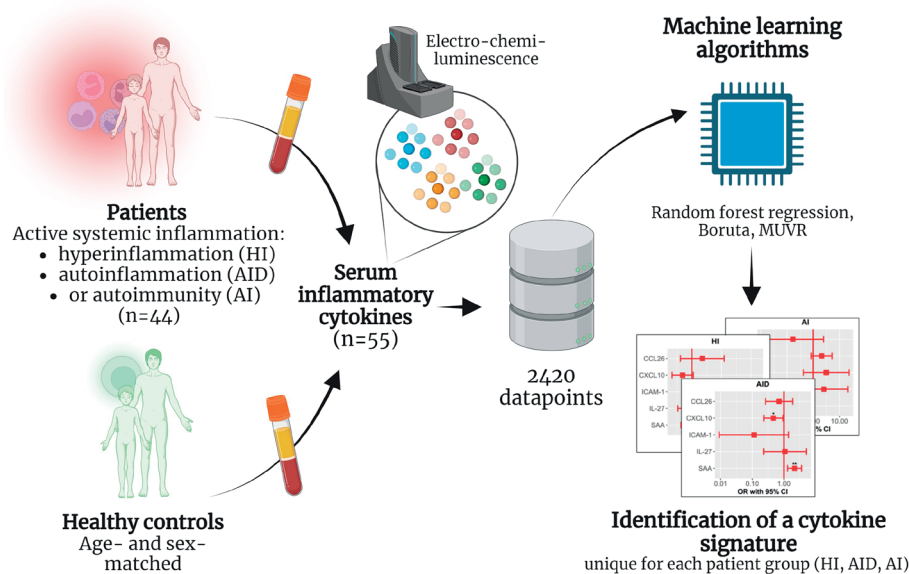 Patients
Active systemic inflammation:
• hyperinflammation (HI)
• autoinflammation (AID)
• or autoimmunity (AI)
(n=44)
Healthy controls
Age- and sex-
matched
Electro-chemi-
luminescence
Serum
inflammatory
cytokines
(n=55)
2420
datapoints
Machine learning
algorithms
Random forest regression,
Boruta, MUVR
AI
10.00
% CI
HI
CCL26
CXCL10
ICAM-1
IL-27
SAA
AID
CCL26
CXCL10
*
ICAM-1
IL-27
SAA
**
0.01 0.10 1.00
OR with 95% CI
Identification of a cytokine
signature
unique for each patient group (HI, AID, AI)